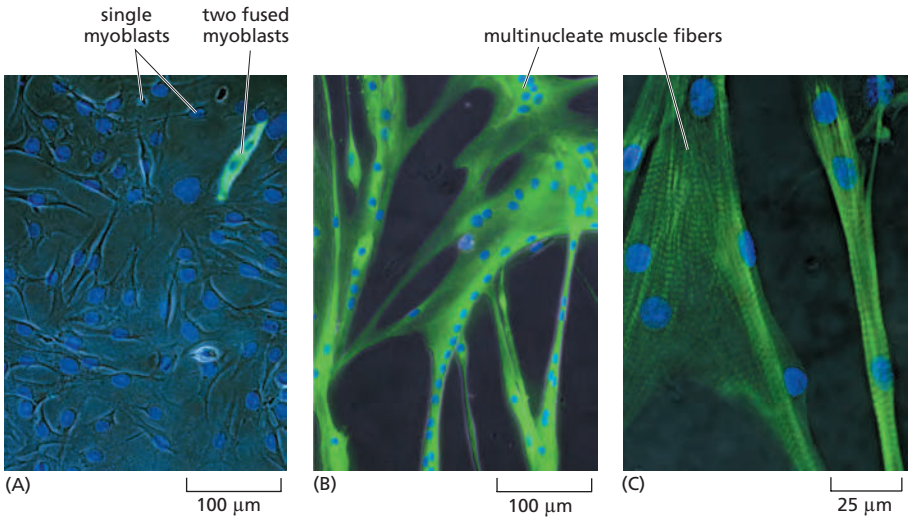 single
myoblasts
two fused
myoblasts
multinucleate muscle fibers
(A)
100 μm
(B)
100 μm
(C)
25 μm